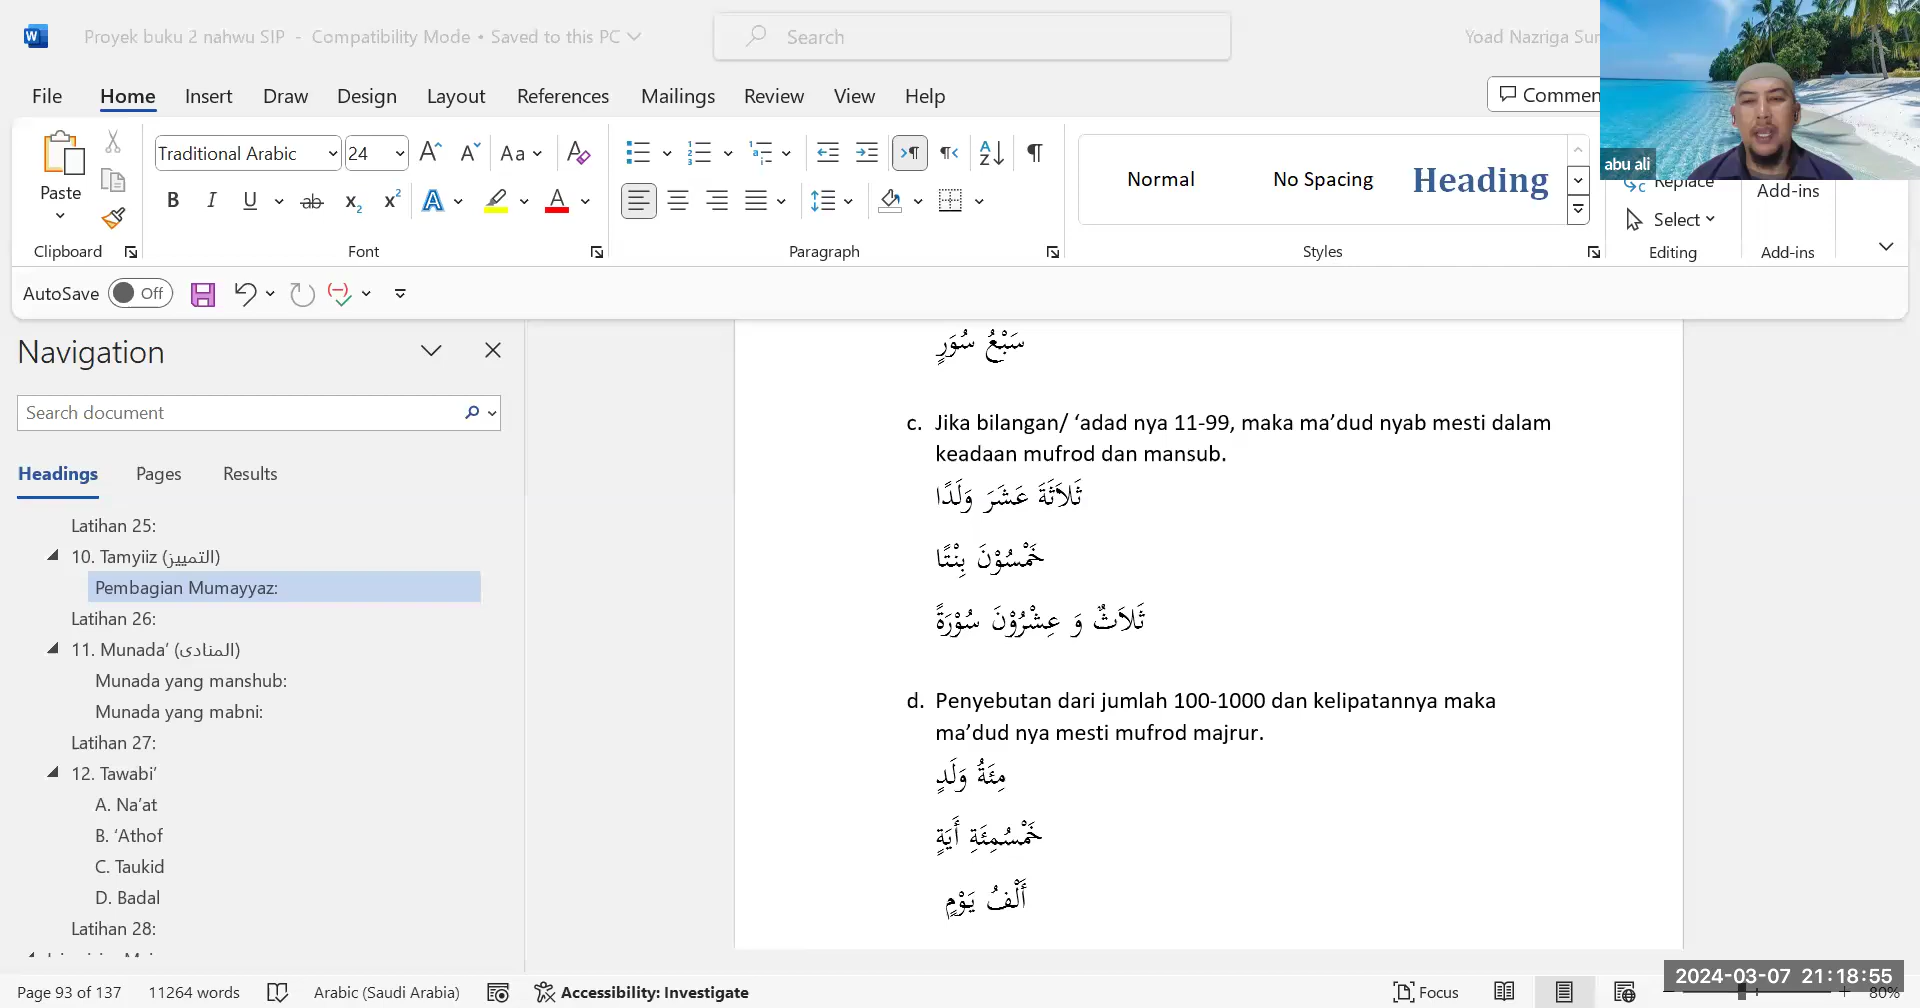 Proyek buku 2 nahwu SIP - Compatibility Mode • Saved to this PC
Search
Yoad Nazriga
File Home Insert Draw Design Layout References Mailings Review View Help
Paste
Clipboard
Traditional Arabic 24
Font
Paragraph
Normal No Spacing Heading
Styles
Replace
Select
Editing
Add-ins
Add-ins
abu ali
AutoSave Off
Navigation
Search document
Headings Pages Results
Latihan 25:
10. Tamyiiz (التمييز)
Pembagian Mumayyaz:
Latihan 26:
11. Munada’ (المنادى)
Munada yang manshub:
Munada yang mabni:
Latihan 27:
12. Tawabi’
A. Na’at
B. ‘Athof
C. Taukid
D. Badal
Latihan 28:
سَبْعُ سُوَرٍ
c. Jika bilangan/ ‘adad nya 11-99, maka ma’dud nyab mesti dalam
keadaan mufrod dan mansub.
ثَلاَثَةَ عَشَرَ وَلَدًا
خَمْسُوْنَ بِنْتًا
ثَلاَثٌ وَ عِشْرُوْنَ سُوْرَةً
d. Penyebutan dari jumlah 100-1000 dan kelipatannya maka
ma’dud nya mesti mufrod majrur.
مِئَةُ وَلَدٍ
خَمْسُمِئَةِ أَيَةٍ
أَلْفُ يَوْمٍ
Page 93 of 137 11264 words Arabic (Saudi Arabia) Accessibility: Investigate
Focus
2024-03-07 21:18:55
80%